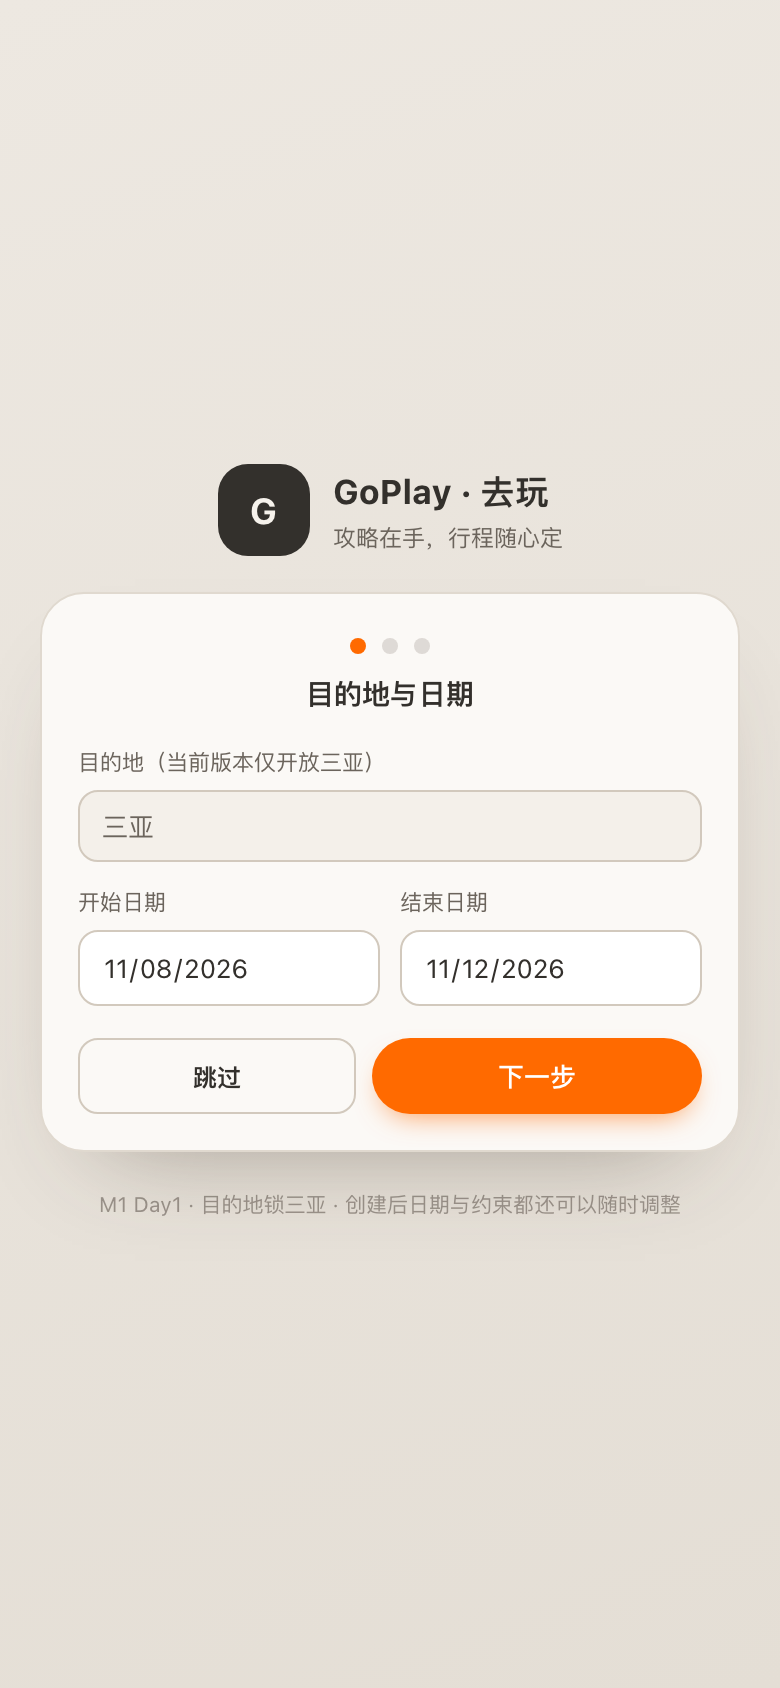 G
GoPlay · 去玩
攻略在手，行程随心定
目的地与日期
目的地（当前版本仅开放三亚）
三亚
开始日期
结束日期
11/08/2026
11/12/2026
跳过
下一步
M1 Day1 · 目的地锁三亚 · 创建后日期与约束都还可以随时调整